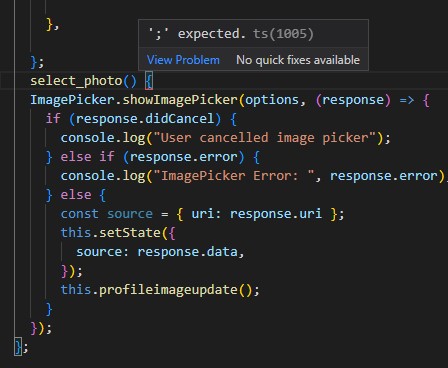 },
';' expected. ts(1005)
View Problem No quick fixes available
};
select_photo() {
ImagePicker.showImagePicker(options, (response) => {
if (response.didCancel) {
console.log("User cancelled image picker");
} else if (response.error) {
console.log("ImagePicker Error: ", response.error)
} else {
const source = { uri: response.uri };
this.setState({
source: response.data,
});
this.profileimageupdate();
}
});
};